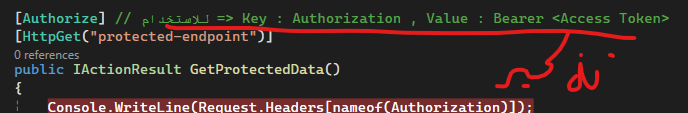 [Authorize] // للاستخدام => Key : Authorization , Value : Bearer <Access Token>
[HttpGet("protected-endpoint")]
0 references
public IActionResult GetProtectedData()
{
Console.WriteLine(Request.Headers[nameof(Authorization)]);